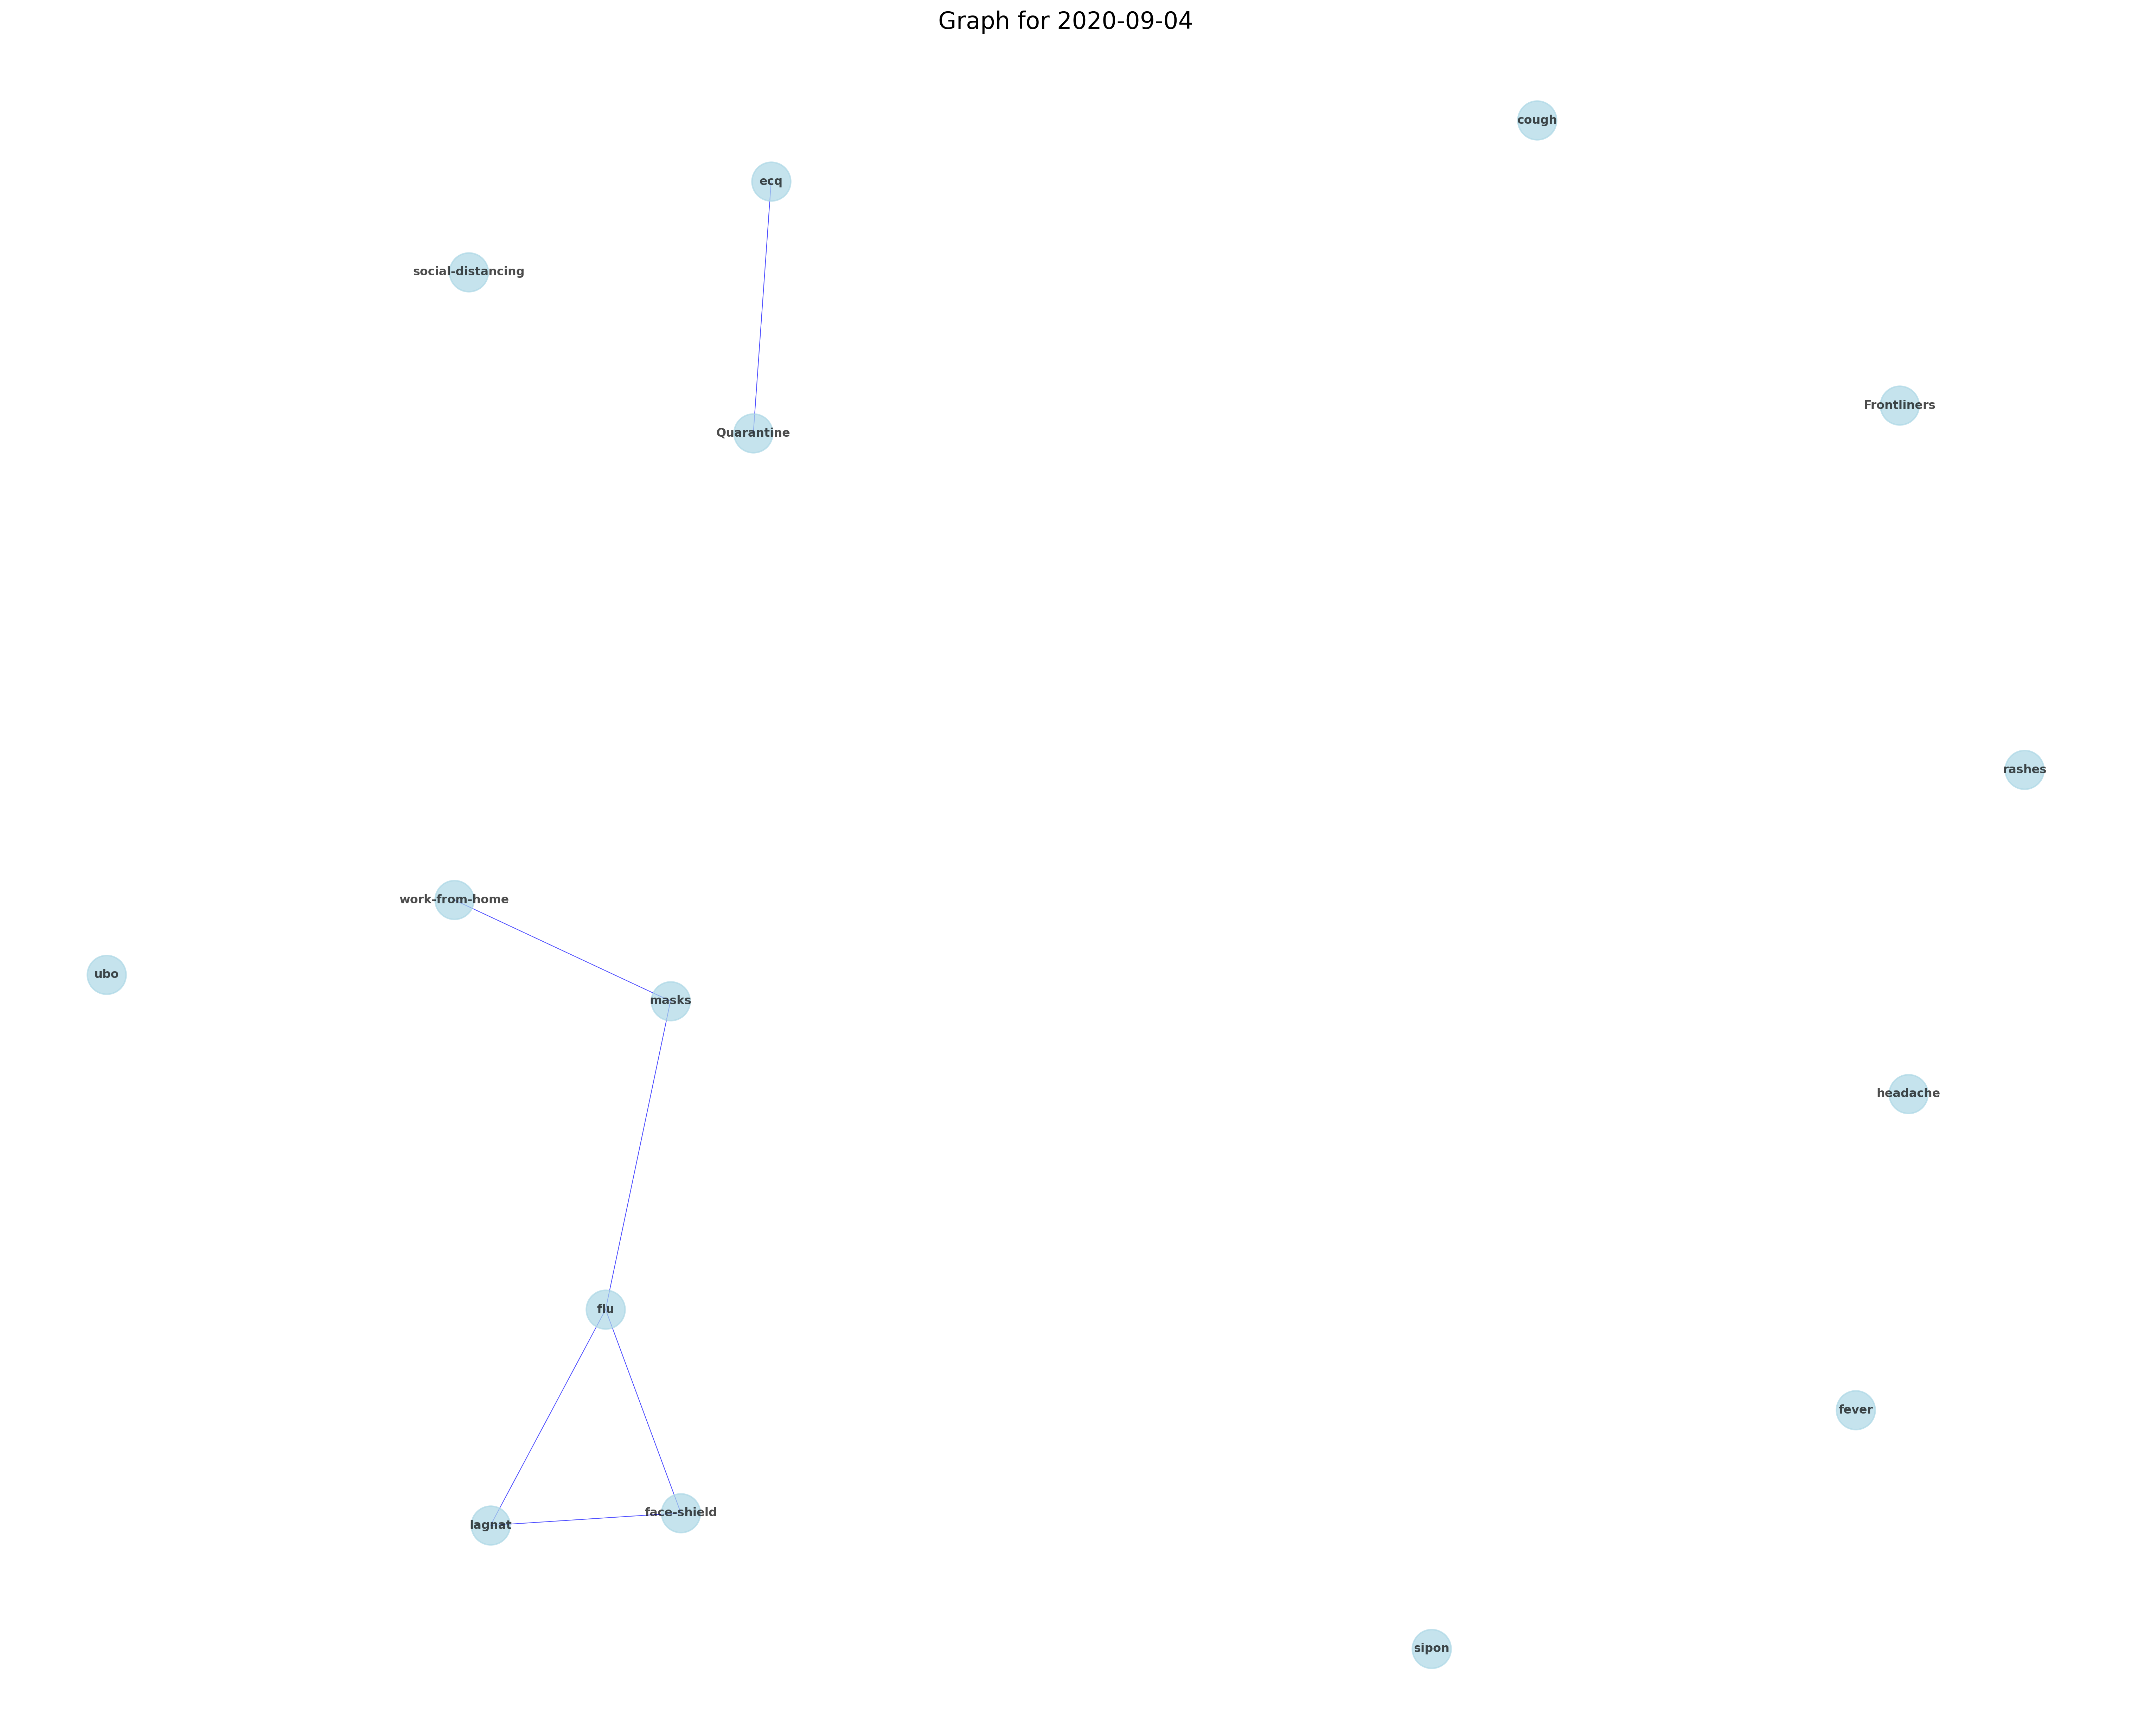 Graph for 2020-09-04
cough
ecq
social-distancing
Frontliners
Quarantine
rashes
work-from-home
ubo
masks
headache
flu
fever
face-shield
lagnat
sipon